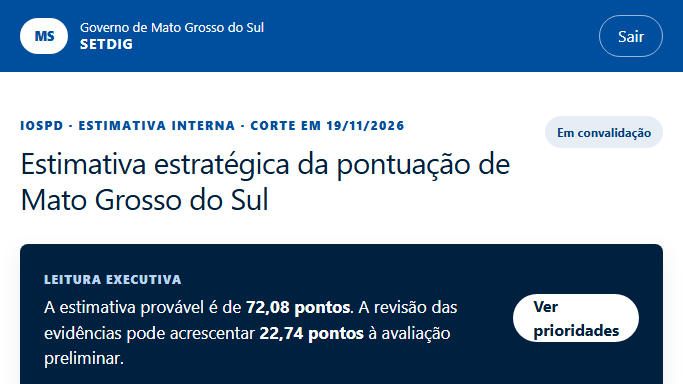 MS
Governo de Mato Grosso do Sul
SETDIG
Sair
IOSPD · ESTIMATIVA INTERNA · CORTE EM 19/11/2026
Em convalidação
Estimativa estratégica da pontuação de
Mato Grosso do Sul
LEITURA EXECUTIVA
A estimativa provável é de 72,08 pontos. A revisão das
evidências pode acrescentar 22,74 pontos à avaliação
preliminar.
Ver
prioridades